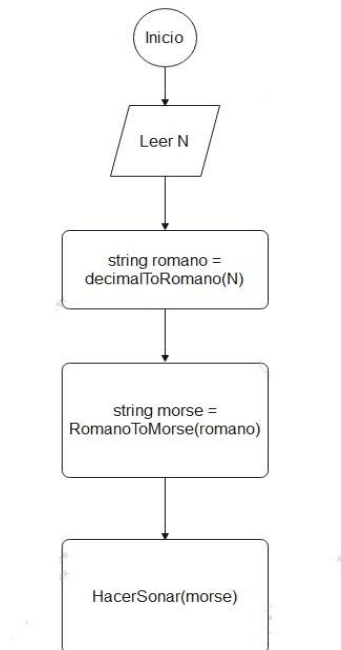 Inicio
Leer N
string romano =
decimalToRomano(N)
string morse =
RomanoToMorse(romano)
HacerSonar(morse)